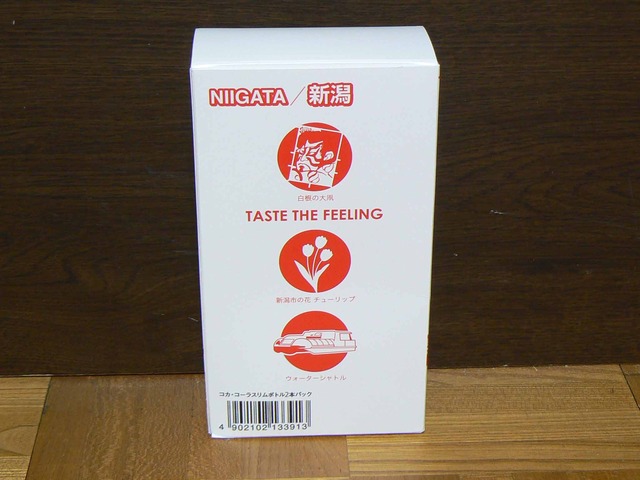 NIIGATA/新潟
白根の大凧
TASTE THE FEELING
新潟市の花 チューリップ
ウォーターシャトル
コカ・コーラスリムボトル2本パック
4 902102 133913